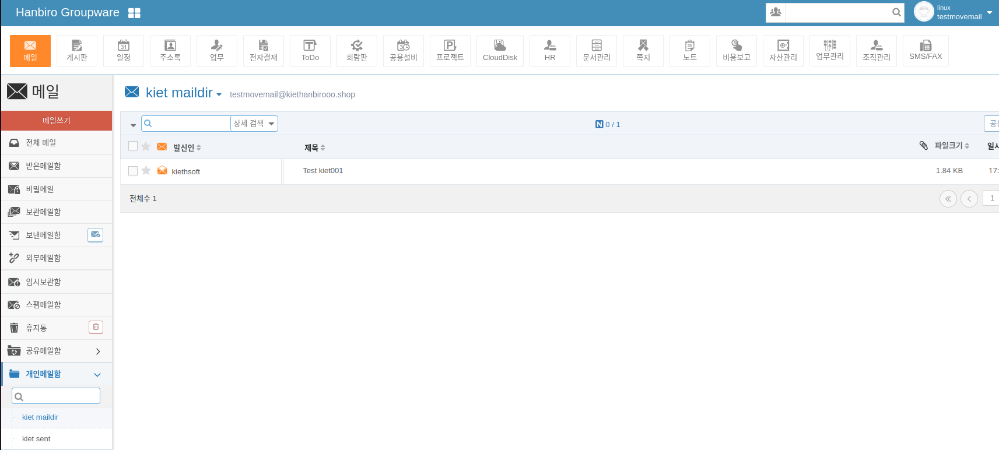 Hanbiro Groupware
linux
testmovemail
메일
게시판
일정
주소록
업무
전자결재
ToDo
회람판
공용설비
프로젝트
CloudDisk
HR
문서관리
쪽지
노트
비용보고
자산관리
업무관리
조직관리
SMS/FAX
메일
메일쓰기
전체 메일
받은메일함
비밀메일
보관메일함
보낸메일함
외부메일함
임시보관함
스팸메일함
휴지통
공유메일함
개인메일함
kiet maildir
kiet sent
kiet maildir
testmovemail@kiethanbirooo.shop
상세 검색
N 0 / 1
발신인
제목
파일크기
일시
kiethsoft
Test kiet001
1.84 KB
17:
전체수 1
1